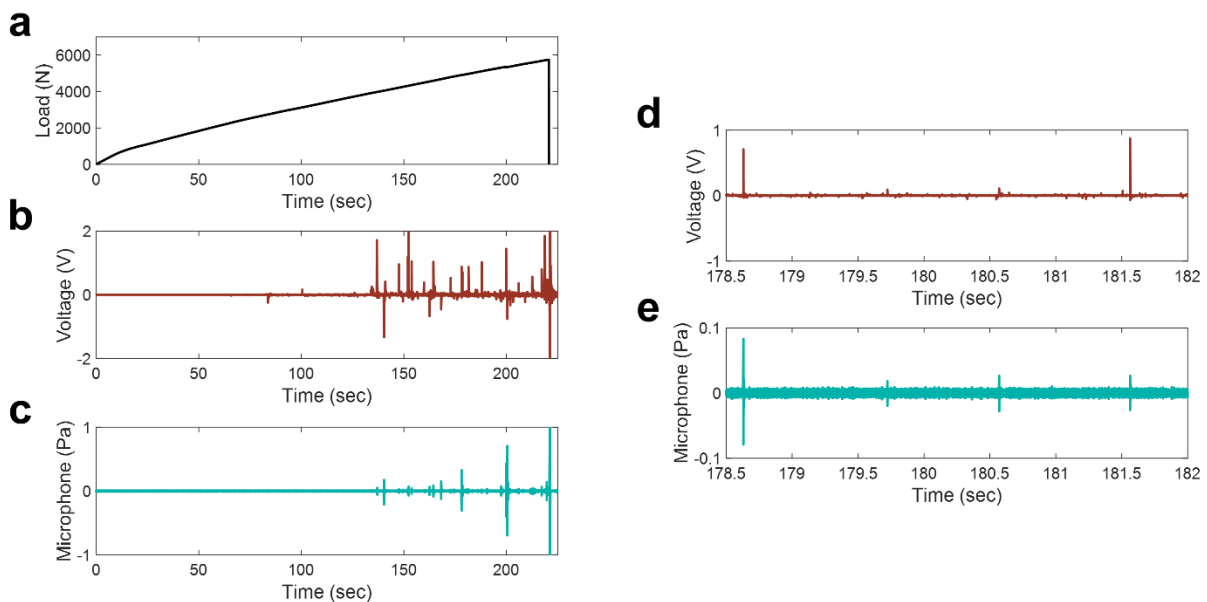 a
Load (N)
6000
4000
2000
0
0 50 100 150 200
Time (sec)
b
Voltage (V)
2
0
-2
0 50 100 150 200
Time (sec)
c
Microphone (Pa)
1
0
-1
0 50 100 150 200
Time (sec)
d
Voltage (V)
1
0
-1
178.5 179 179.5 180 180.5 181 181.5 182
Time (sec)
e
Microphone (Pa)
0.1
0
-0.1
178.5 179 179.5 180 180.5 181 181.5 182
Time (sec)